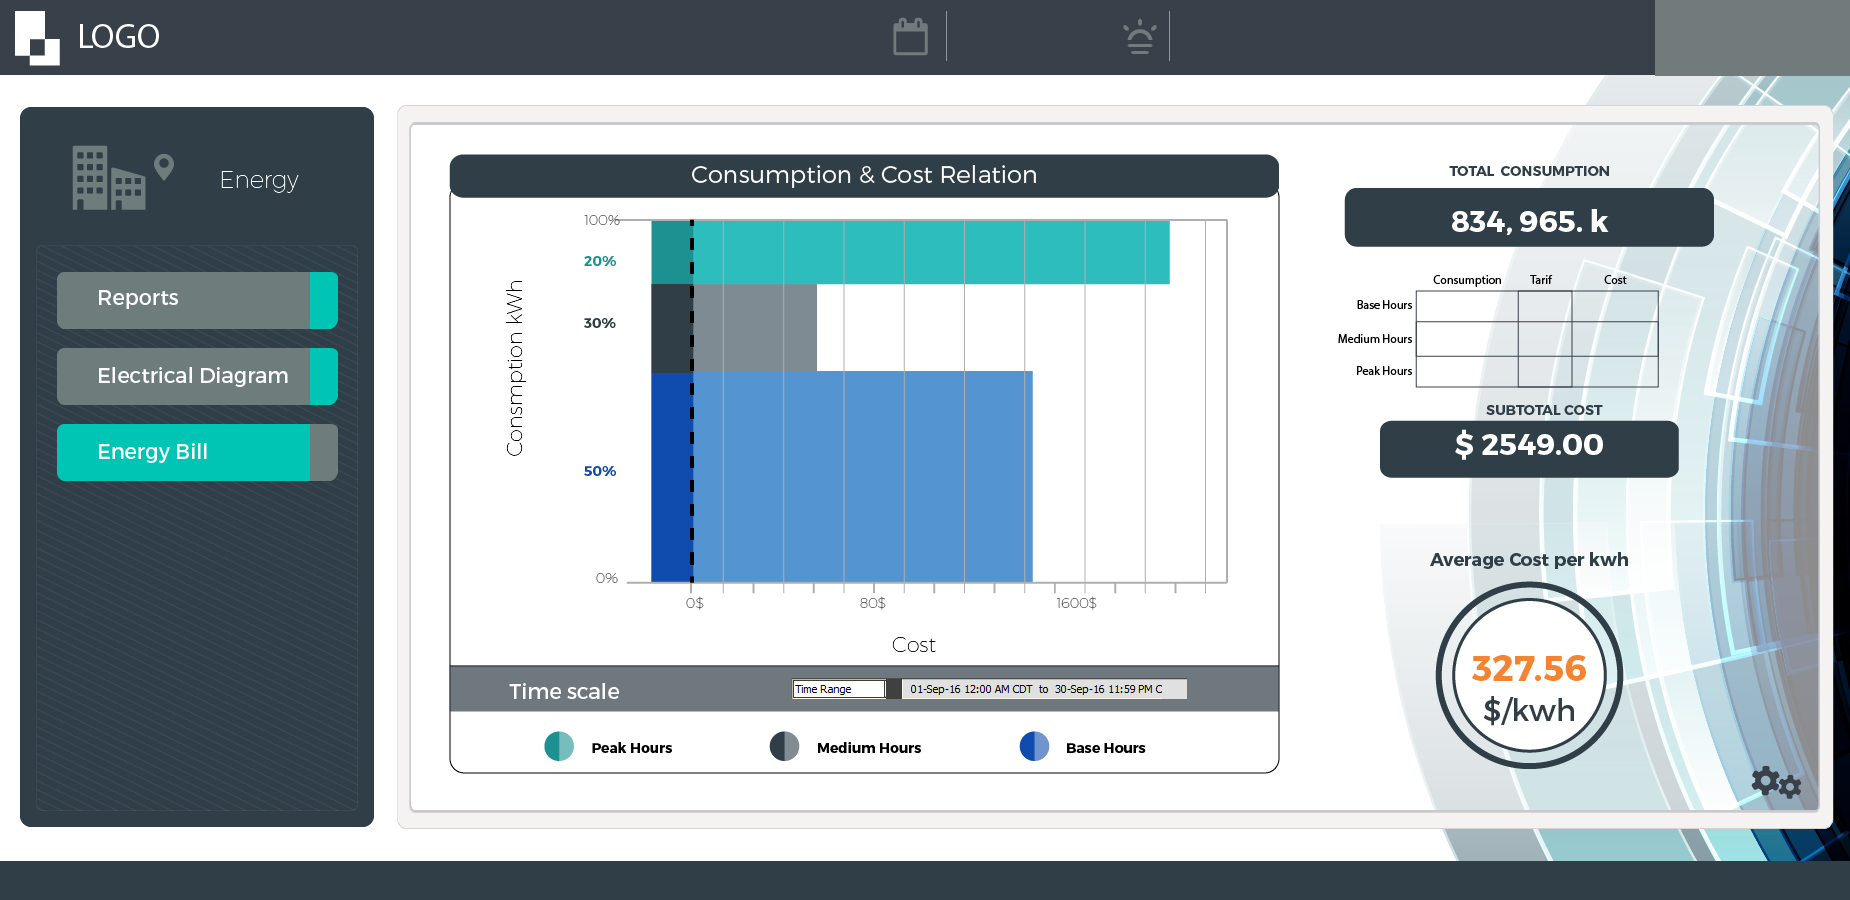 LOGO
Energy
Reports
Electrical Diagram
Energy Bill
Consumption & Cost Relation
100%
20%
30%
50%
0%
Consmption kWh
0$ 80$ 1600$
Cost
Time scale
Time Range 01-Sep-16 12:00 AM CDT to 30-Sep-16 11:59 PM C
Peak Hours Medium Hours Base Hours
TOTAL CONSUMPTION
834, 965. k
Consumption Tarif Cost
Base Hours
Medium Hours
Peak Hours
SUBTOTAL COST
$ 2549.00
Average Cost per kwh
327.56
$/kwh